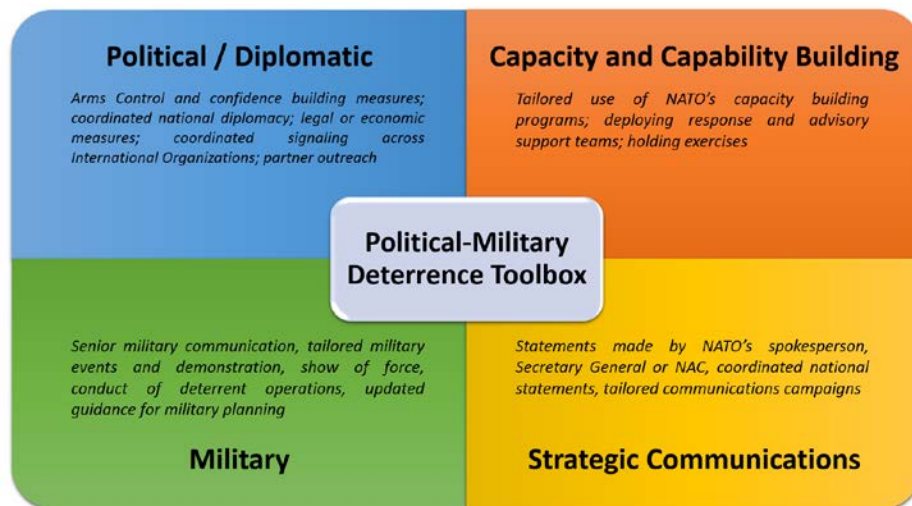 Political / Diplomatic
Arms Control and confidence building measures;
coordinated national diplomacy; legal or economic
measures; coordinated signaling across
International Organizations; partner outreach
Capacity and Capability Building
Tailored use of NATO's capacity building
programs; deploying response and advisory
support teams; holding exercises
Political-Military
Deterrence Toolbox
Senior military communication, tailored military
events and demonstration, show of force,
conduct of deterrent operations, updated
guidance for military planning
Military
Statements made by NATO's spokesperson,
Secretary General or NAC, coordinated national
statements, tailored communications campaigns
Strategic Communications